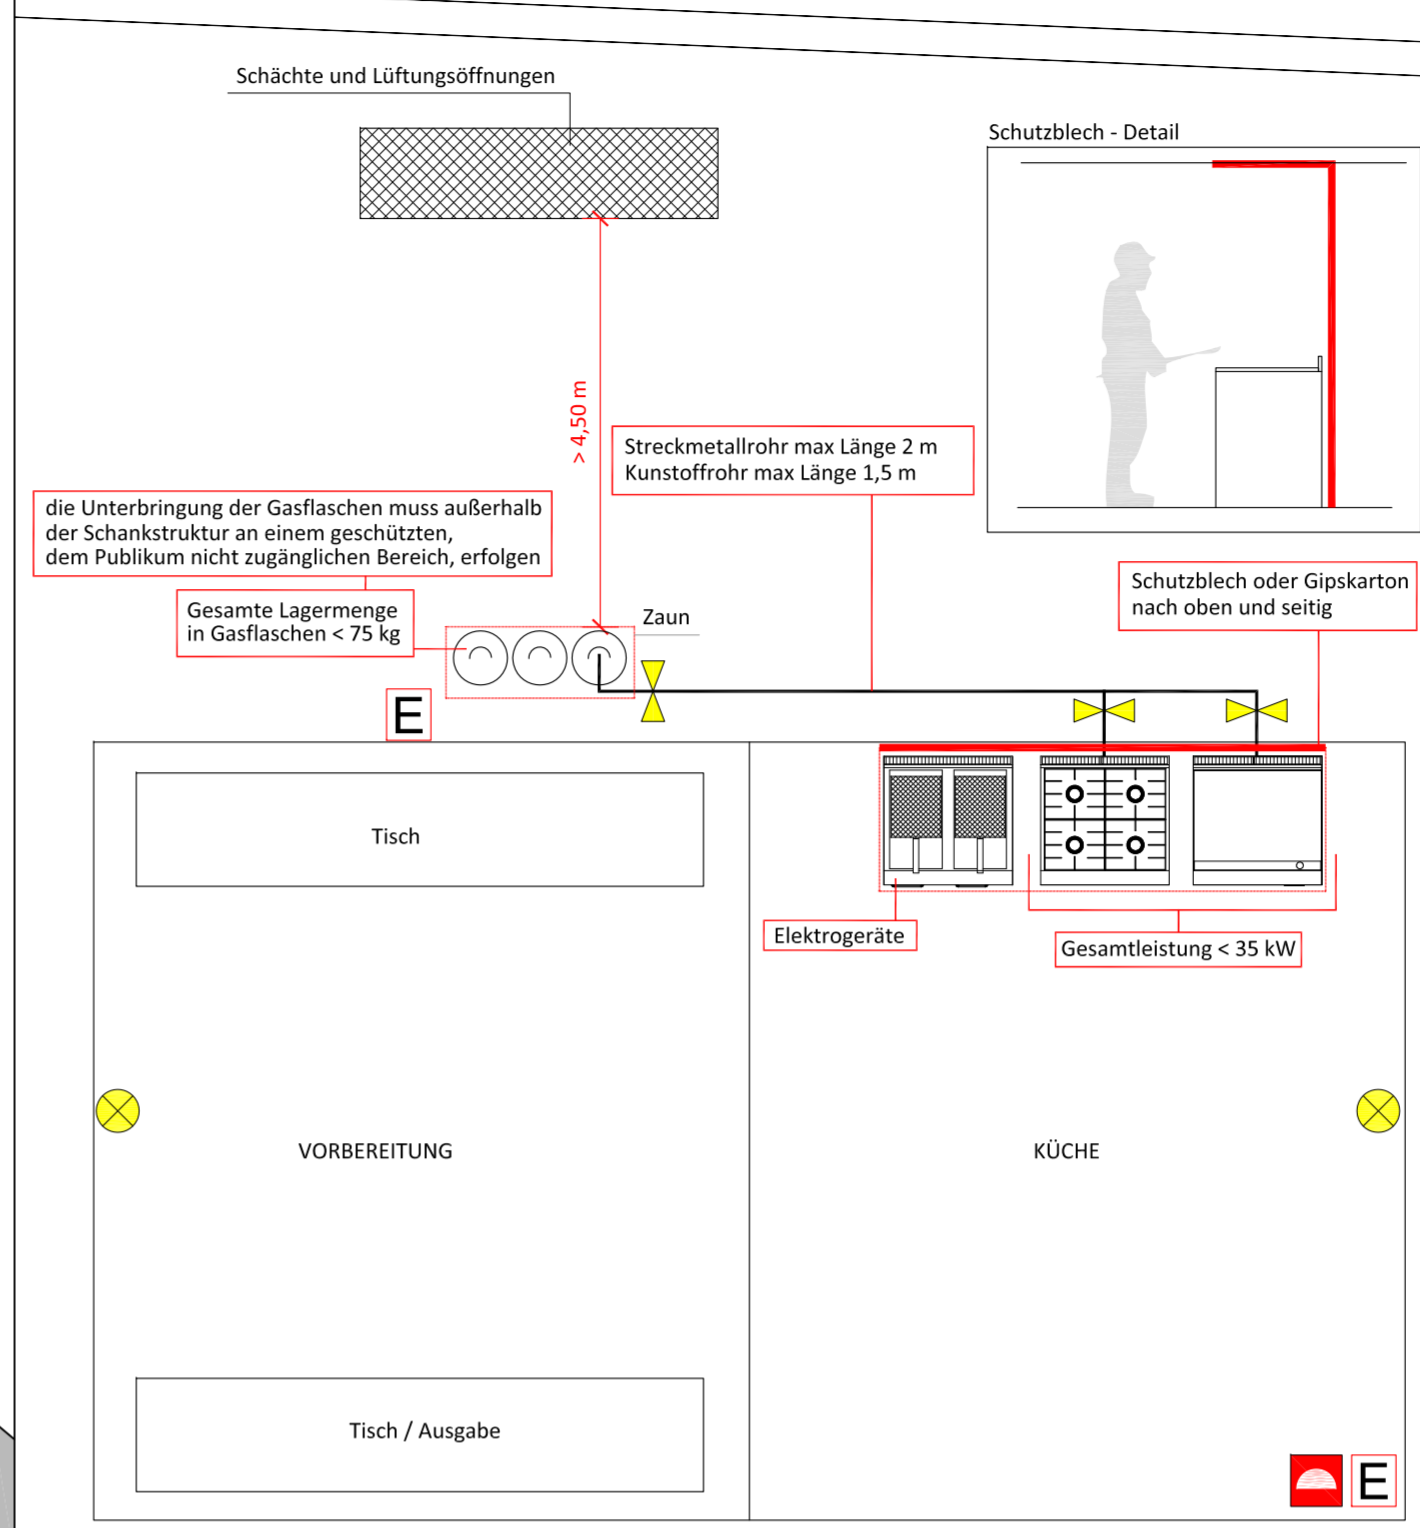 Schächte und Lüftungsöffnungen
Schutzblech - Detail
> 4,50 m
Streckmetallrohr max Länge 2 m
Kunstoffrohr max Länge 1,5 m
die Unterbringung der Gasflaschen muss außerhalb
der Schankstruktur an einem geschützten,
dem Publikum nicht zugänglichen Bereich, erfolgen
Gesamte Lagermenge
in Gasflaschen < 75 kg
Zaun
Schutzblech oder Gipskarton
nach oben und seitig
E
Tisch
Elektrogeräte
Gesamtleistung < 35 kW
VORBEREITUNG
KÜCHE
Tisch / Ausgabe
E